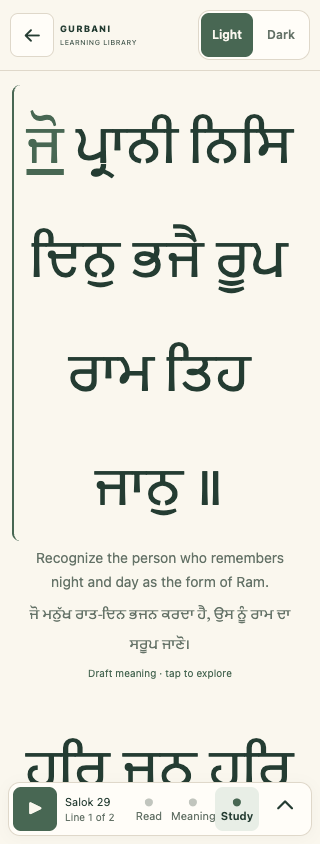 GURBANI
LEARNING LIBRARY
Light
Dark
ਜੋ ਪ੍ਰਾਨੀ ਨਿਸਿ
ਦਿਨੁ ਭਜੈ ਰੂਪ
ਰਾਮ ਤਿਹ
ਜਾਨੁ ॥
Recognize the person who remembers
night and day as the form of Ram.
ਜੋ ਮਨੁੱਖ ਰਾਤ-ਦਿਨ ਭਜਨ ਕਰਦਾ ਹੈ, ਉਸ ਨੂੰ ਰਾਮ ਦਾ
ਸਰੂਪ ਜਾਣੋ।
Draft meaning · tap to explore
ਹਰਿ ਜਨ ਹਰਿ
Salok 29
Line 1 of 2
Read
Meaning
Study